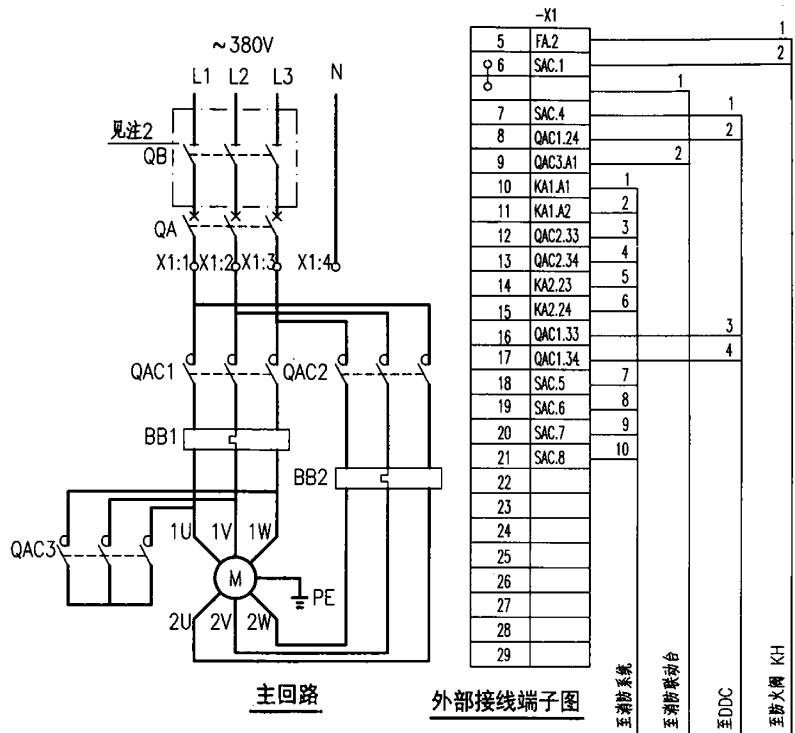 ~380V
L1 L2 L3 N
见注2
QB
QA
X1:1 X1:2 X1:3 X1:4
QAC1 QAC2
BB1
BB2
QAC3
1U 1V 1W
M
PE
2U 2V 2W
主回路
-X1
5 FA.2 1
6 SAC.1 2
1
7 SAC.4 1
8 QAC1.24 2
9 QAC3.A1 2
10 KA1.A1 1
11 KA1.A2 2
12 QAC2.33 3
13 QAC2.34 4
14 KA2.23 5
15 KA2.24 6
16 QAC1.33 3
17 QAC1.34 4
18 SAC.5 7
19 SAC.6 8
20 SAC.7 9
21 SAC.8 10
22
23
24
25
26
27
28
29
至消防系统
至消防联动台
至DDC
至防火阀 KH
外部接线端子图